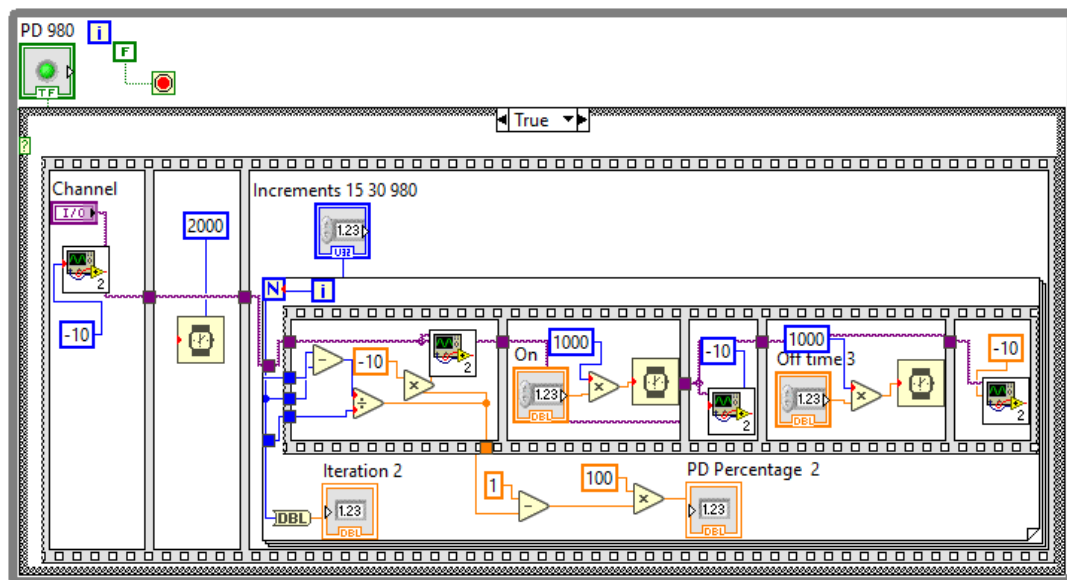 PD 980
i
F
TF
?
True
Channel
I/O
2
-10
2000
Increments 15 30 980
1.23
U32
N
i
-10
2
On
1.23
DBL
1000
-10
2
1000
Off time 3
1.23
DBL
-10
2
Iteration 2
1.23
DBL
DBL
1
100
PD Percentage 2
1.23
DBL